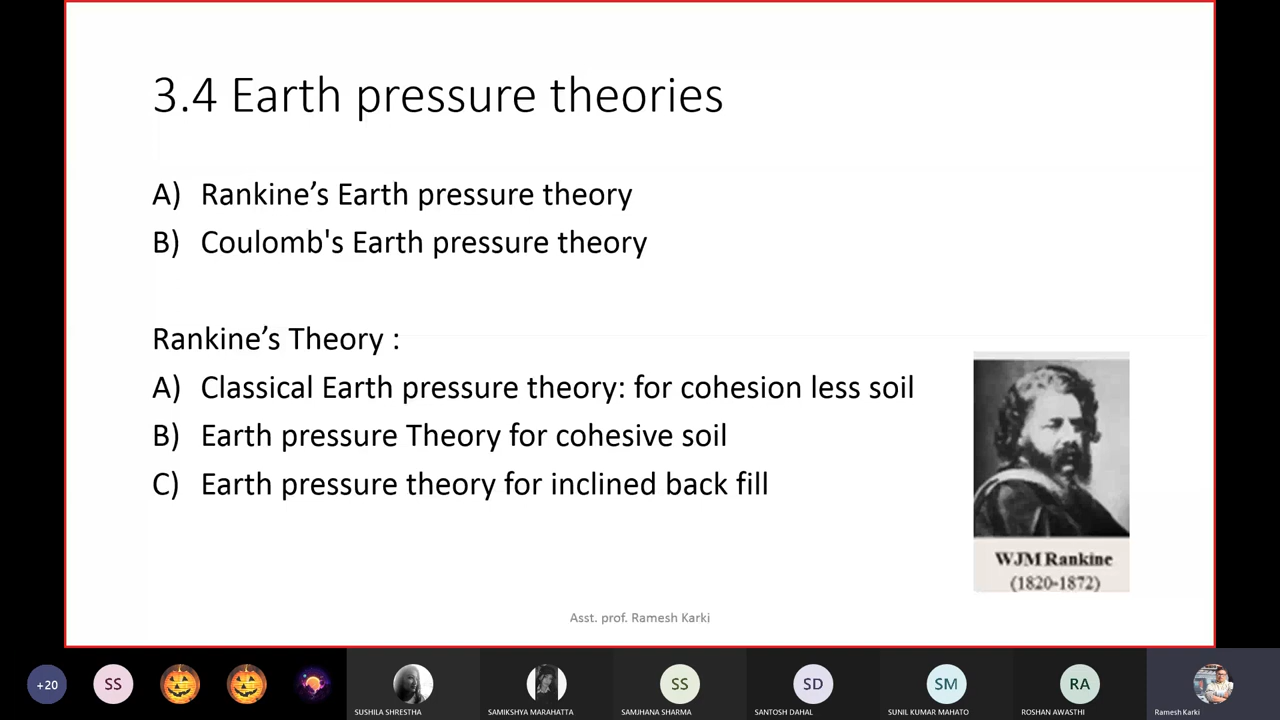 3.4 Earth pressure theories
A) Rankine’s Earth pressure theory
B) Coulomb's Earth pressure theory
Rankine’s Theory :
A) Classical Earth pressure theory: for cohesion less soil
B) Earth pressure Theory for cohesive soil
C) Earth pressure theory for inclined back fill
WJM Rankine
(1820-1872)
Asst. prof. Ramesh Karki
+20
SS
SS
SD
SM
RA
SUSHILA SHRESTHA
SAMIKSHYA MARAHATTA
SAMJHANA SHARMA
SANTOSH DAHAL
SUNIL KUMAR MAHATO
ROSHAN AWASTHI
Ramesh Karki